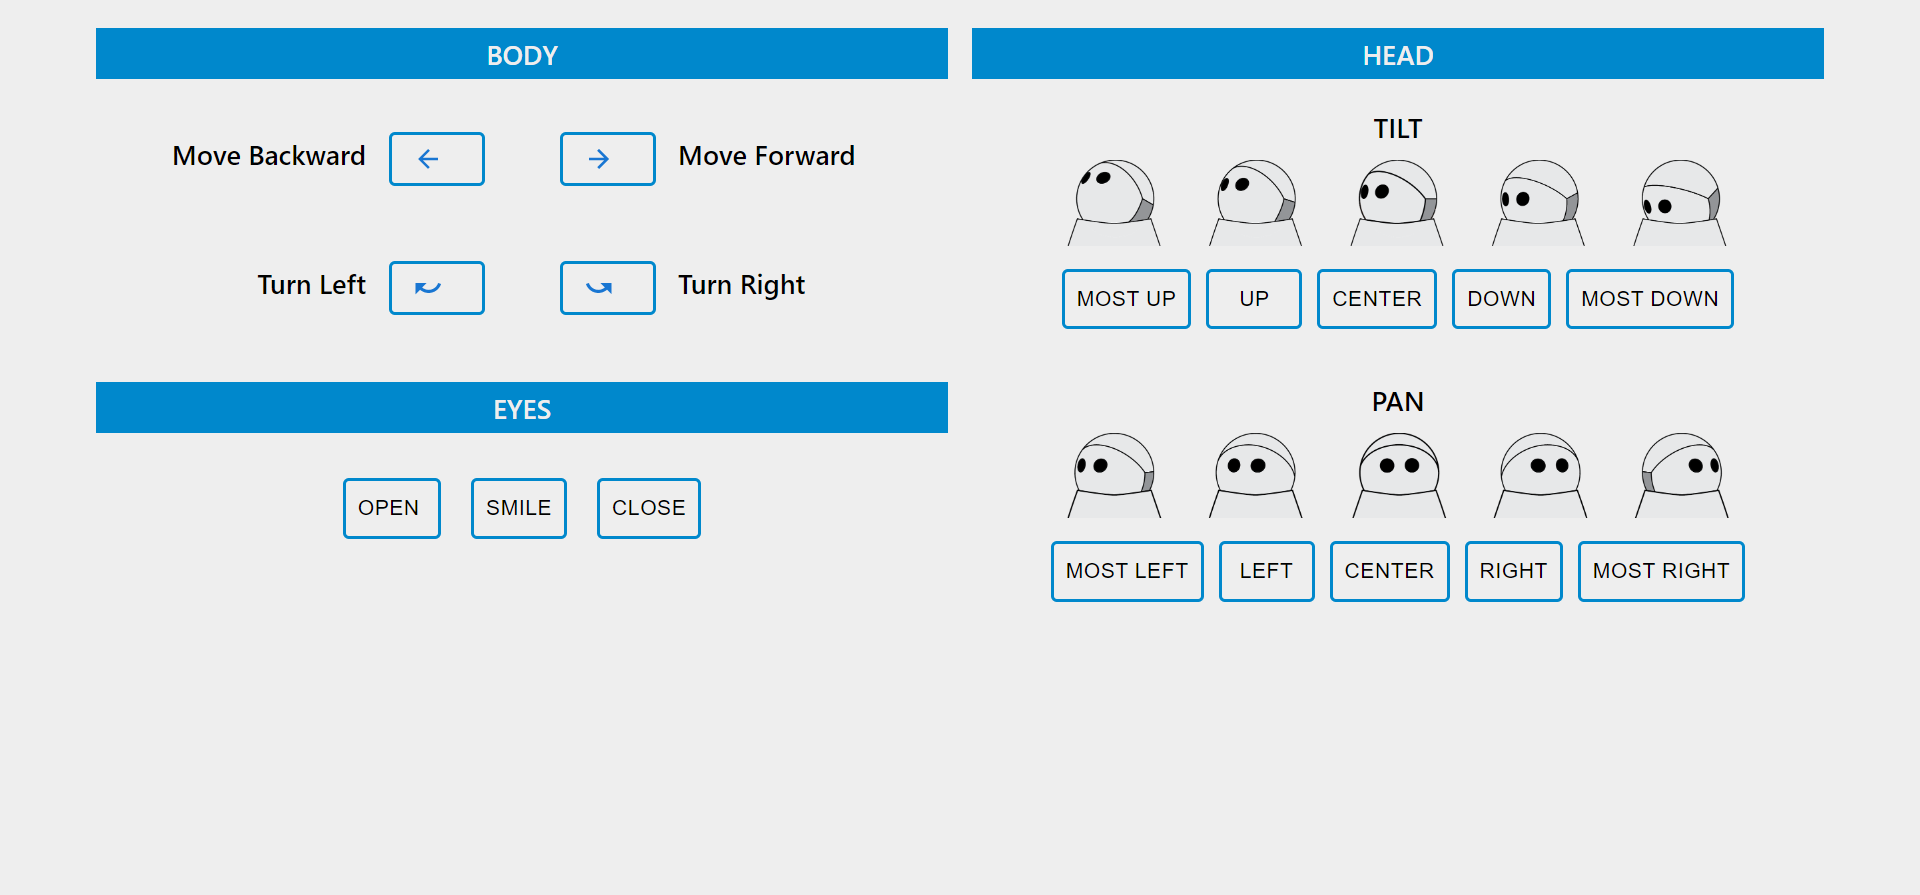 BODY
Move Backward
Move Forward
Turn Left
Turn Right
EYES
OPEN SMILE CLOSE
HEAD
TILT
MOST UP UP CENTER DOWN MOST DOWN
PAN
MOST LEFT LEFT CENTER RIGHT MOST RIGHT